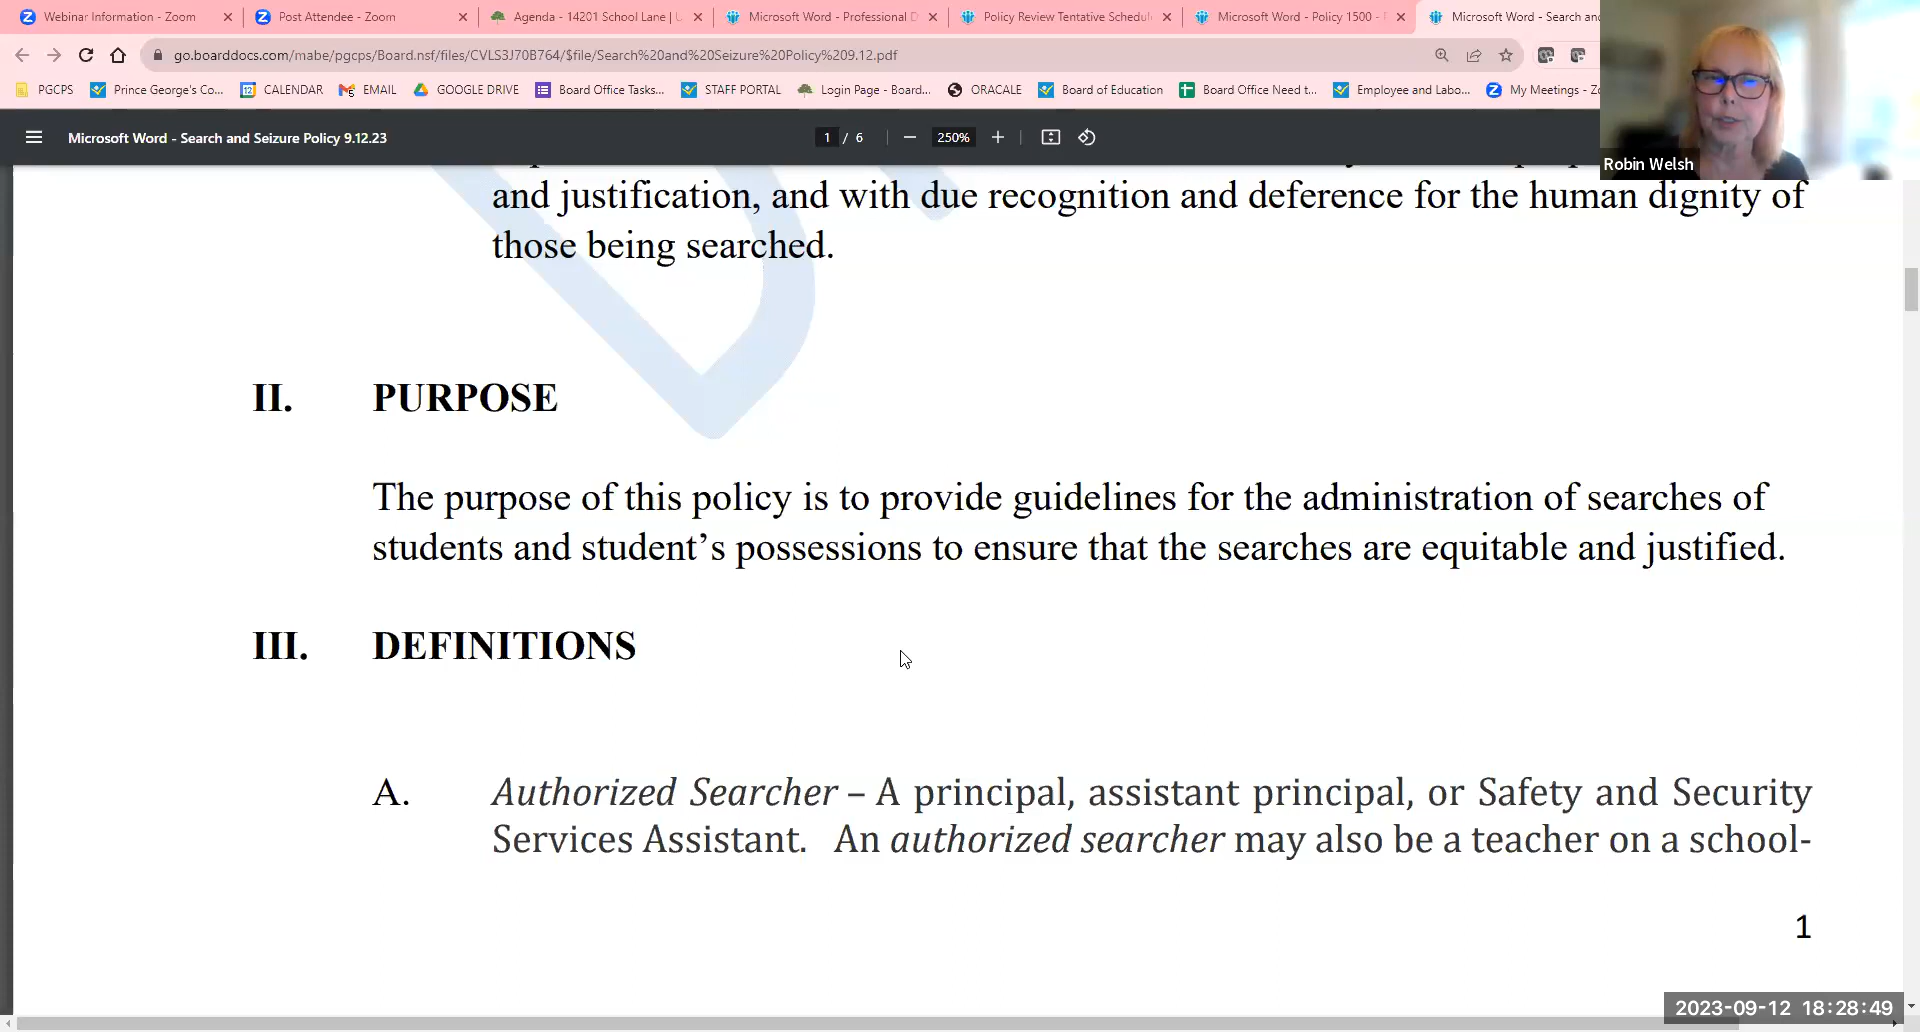 Webinar Information - Zoom
Post Attendee - Zoom
Agenda - 14201 School Lane |
Microsoft Word - Professional D
Policy Review Tentative Schedul
Microsoft Word - Policy 1500 -
Microsoft Word - Search an
go.boarddocs.com/mabe/pgcps/Board.nsf/files/CVLS3J70B764/$file/Search%20and%20Seizure%20Policy%209.12.pdf
PGCPS
Prince George's Co...
CALENDAR
EMAIL
GOOGLE DRIVE
Board Office Tasks...
STAFF PORTAL
Login Page - Board...
ORACALE
Board of Education
Board Office Need t...
Employee and Labo...
My Meetings - Zo
Microsoft Word - Search and Seizure Policy 9.12.23
1 / 6
250%
Robin Welsh
and justification, and with due recognition and deference for the human dignity of
those being searched.
II. PURPOSE
The purpose of this policy is to provide guidelines for the administration of searches of
students and student’s possessions to ensure that the searches are equitable and justified.
III. DEFINITIONS
A. Authorized Searcher – A principal, assistant principal, or Safety and Security
Services Assistant. An authorized searcher may also be a teacher on a school-
1
2023-09-12 18:28:49